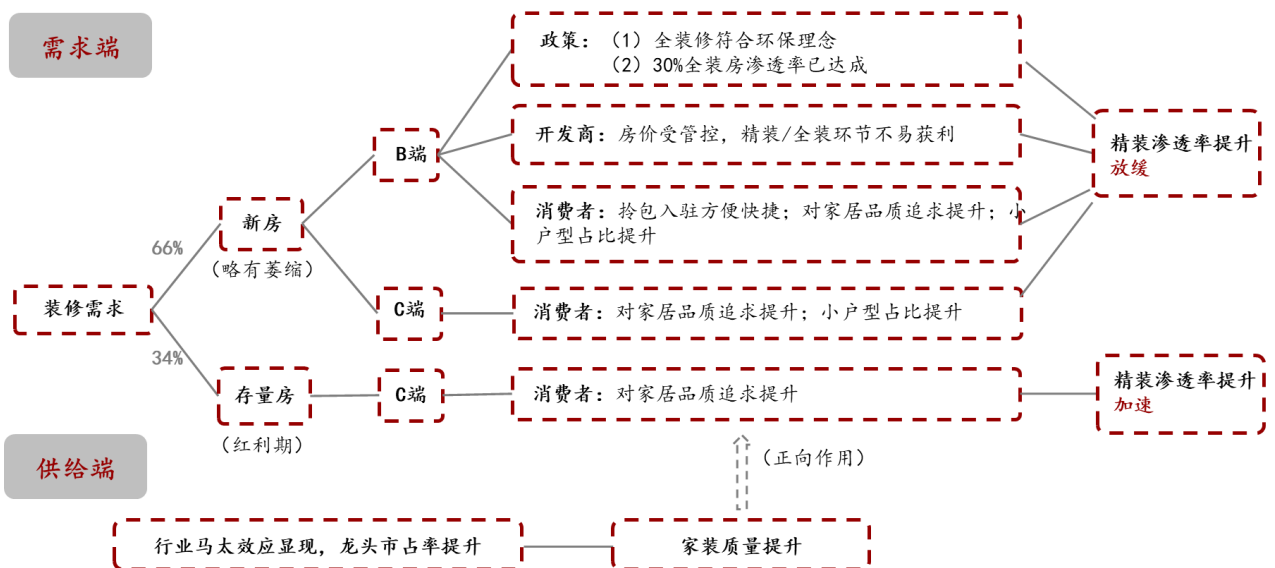 需求端
政策：（1）全装修符合环保理念
（2）30%全装房渗透率已达成
开发商：房价受管控，精装/全装环节不易获利
B端
精装渗透率提升
放缓
消费者：拎包入驻方便快捷；对家居品质追求提升；小
户型占比提升
新房
66%
（略有萎缩）
装修需求
C端
消费者：对家居品质追求提升；小户型占比提升
34%
存量房
C端
消费者：对家居品质追求提升
精装渗透率提升
加速
（红利期）
供给端
（正向作用）
行业马太效应显现，龙头市占率提升
家装质量提升